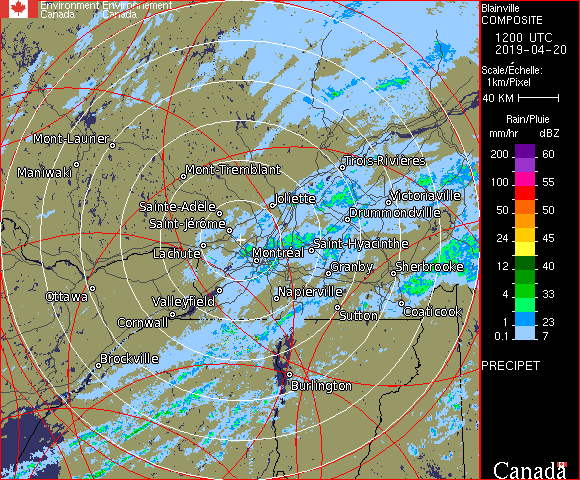 Environment Environnement
Canada Canada
Blainville
COMPOSITE
1200 UTC
2019-04-20
Scale/Échelle:
1km/Pixel
40 KM
Rain/Pluie
mm/hr dBZ
200 60
100 55
50 50
24 45
12 40
4 33
1 23
0.1 7
PRECIPET
Canada
Mont-Laurier
Maniwaki
Mont-Tremblant
Trois-Rivières
Sainte-Adèle
Joliette
Victoriaville
Saint-Jérôme
Drummondville
Lachute
Montréal
Saint-Hyacinthe
Granby
Sherbrooke
Ottawa
Valleyfield
Napierville
Coaticook
Cornwall
Sutton
Brockville
Burlington